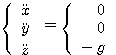 { ẍ ÿ z̈ = { 0 0 −g